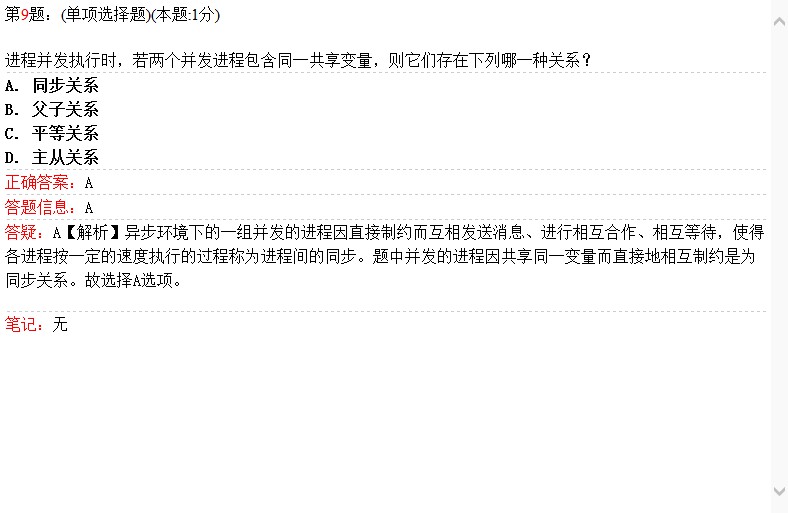 第9题：(单项选择题)(本题:1分)
进程并发执行时，若两个并发进程包含同一共享变量，则它们存在下列哪一种关系？
A. 同步关系
B. 父子关系
C. 平等关系
D. 主从关系
正确答案：A
答题信息：A
答疑：A【解析】异步环境下的一组并发的进程因直接制约而互相发送消息、进行相互合作、相互等待，使得
各进程按一定的速度执行的过程称为进程间的同步。题中并发的进程因共享同一变量而直接地相互制约是为
同步关系。故选择A选项。
笔记：无